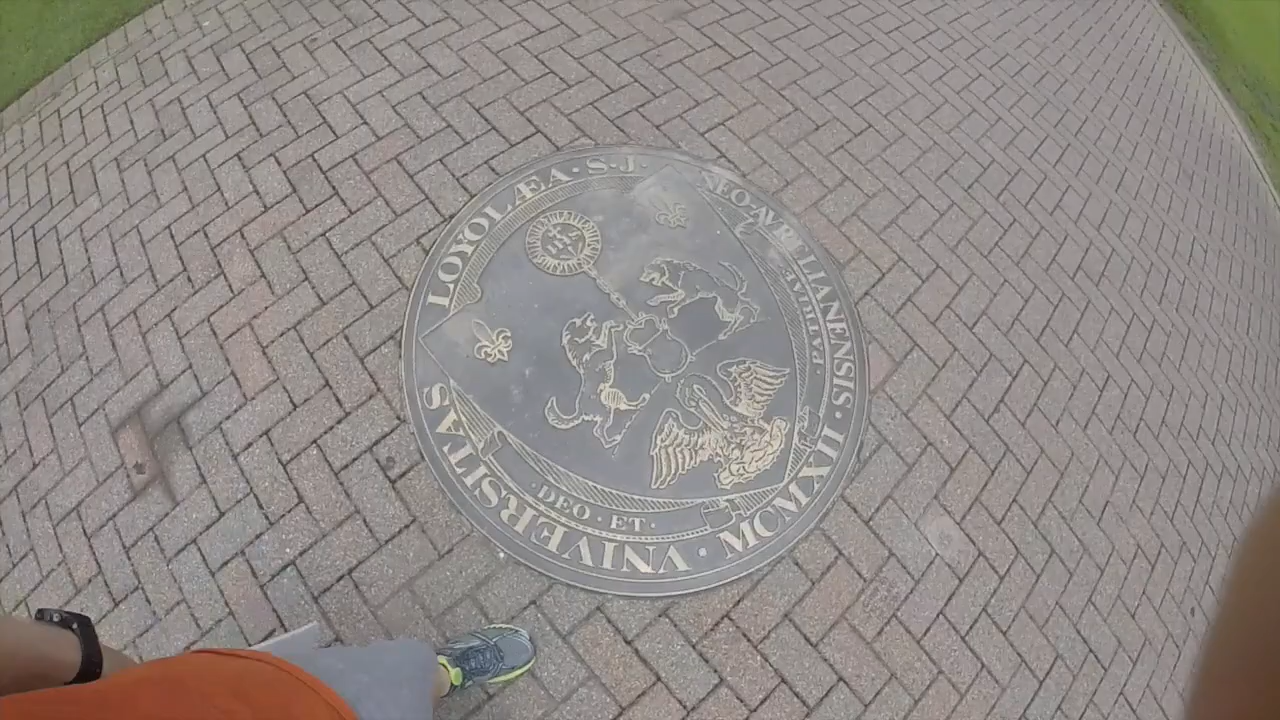 VNIVERSITAS
LOYOLÆA · S · J ·
NEO-AVRELIANENSIS ·
MCMXII ·
· DEO · ET ·
· PATRIAE ·